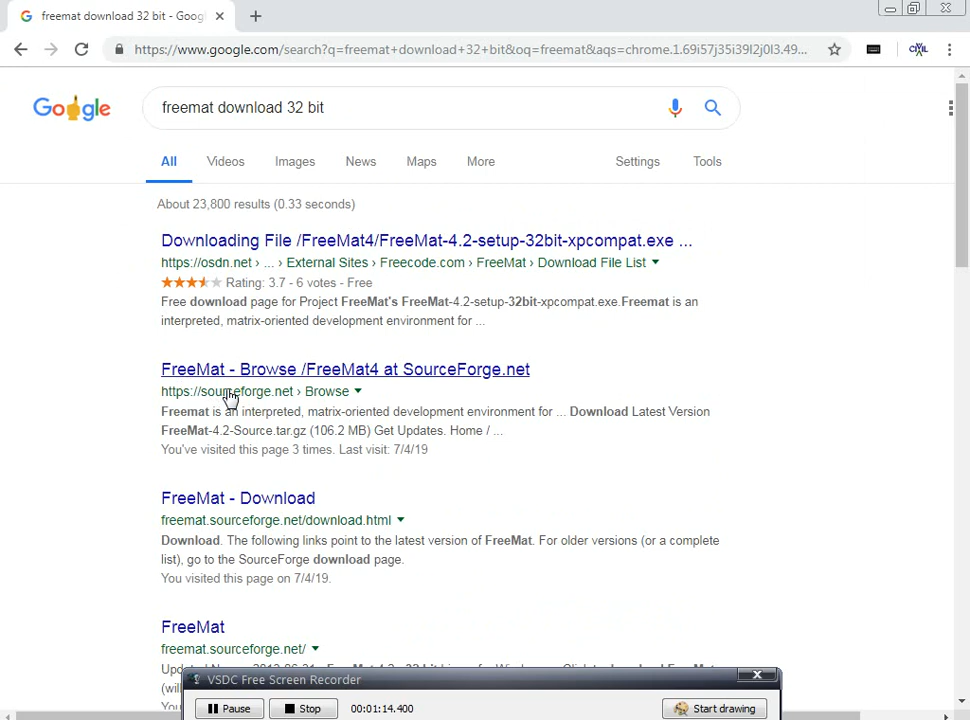 freemat download 32 bit - Goog
https://www.google.com/search?q=freemat+download+32+bit&oq=freemat&aqs=chrome.1.69i57j35i39l2j0l3.49...
CIVIL
Google
freemat download 32 bit
All Videos Images News Maps More Settings Tools
About 23,800 results (0.33 seconds)
Downloading File /FreeMat4/FreeMat-4.2-setup-32bit-xpcompat.exe ...
https://osdn.net › ... › External Sites › Freecode.com › FreeMat › Download File List
Rating: 3.7 - 6 votes - Free
Free download page for Project FreeMat's FreeMat-4.2-setup-32bit-xpcompat.exe.Freemat is an
interpreted, matrix-oriented development environment for ...
FreeMat - Browse /FreeMat4 at SourceForge.net
https://sourceforge.net › Browse
Freemat is an interpreted, matrix-oriented development environment for ... Download Latest Version
FreeMat-4.2-Source.tar.gz (106.2 MB) Get Updates. Home / ...
You've visited this page 3 times. Last visit: 7/4/19
FreeMat - Download
freemat.sourceforge.net/download.html
Download. The following links point to the latest version of FreeMat. For older versions (or a complete
list), go to the SourceForge download page.
You visited this page on 7/4/19.
FreeMat
freemat.sourceforge.net/
(will
VSDC Free Screen Recorder
Pause Stop 00:01:14.400 Start drawing